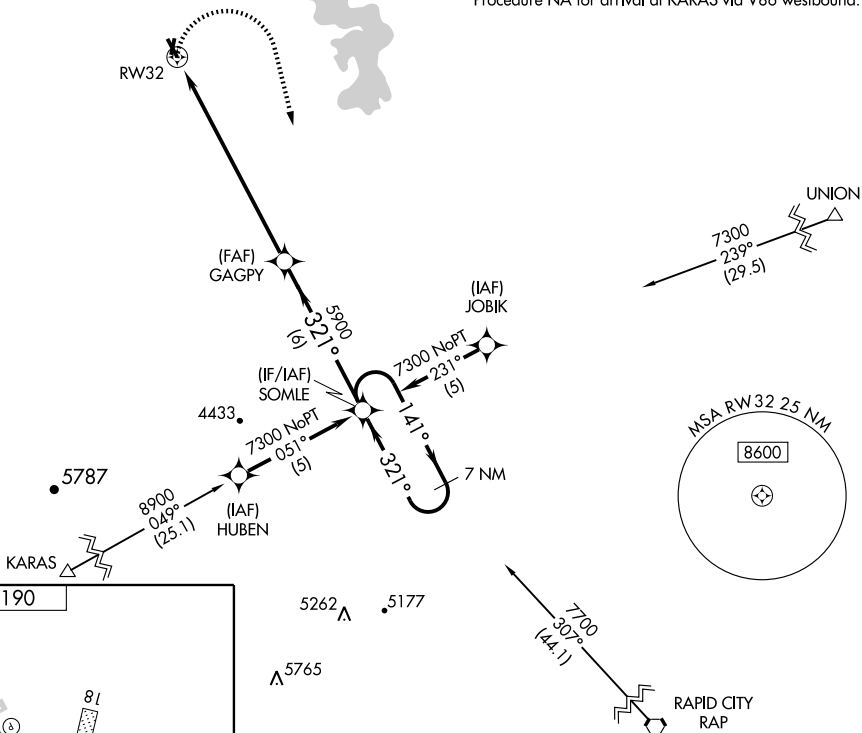 Procedure NA for arrival at KARAS via V86 westbound.
RW32
UNION
7300
239°
(29.5)
(FAF)
GAGPY
(IAF)
JOBIK
5900
321°
(6)
7300 NoPT
231°
(5)
(IF/IAF)
SOMLE
4433
7300 NoPT
051°
(5)
141°
321°
7 NM
MSA RW32 25 NM
8600
5787
8900
049°
(25.1)
(IAF)
HUBEN
KARAS
190
5262
5177
5765
7700
307°
(44.1)
RAPID CITY
RAP
18